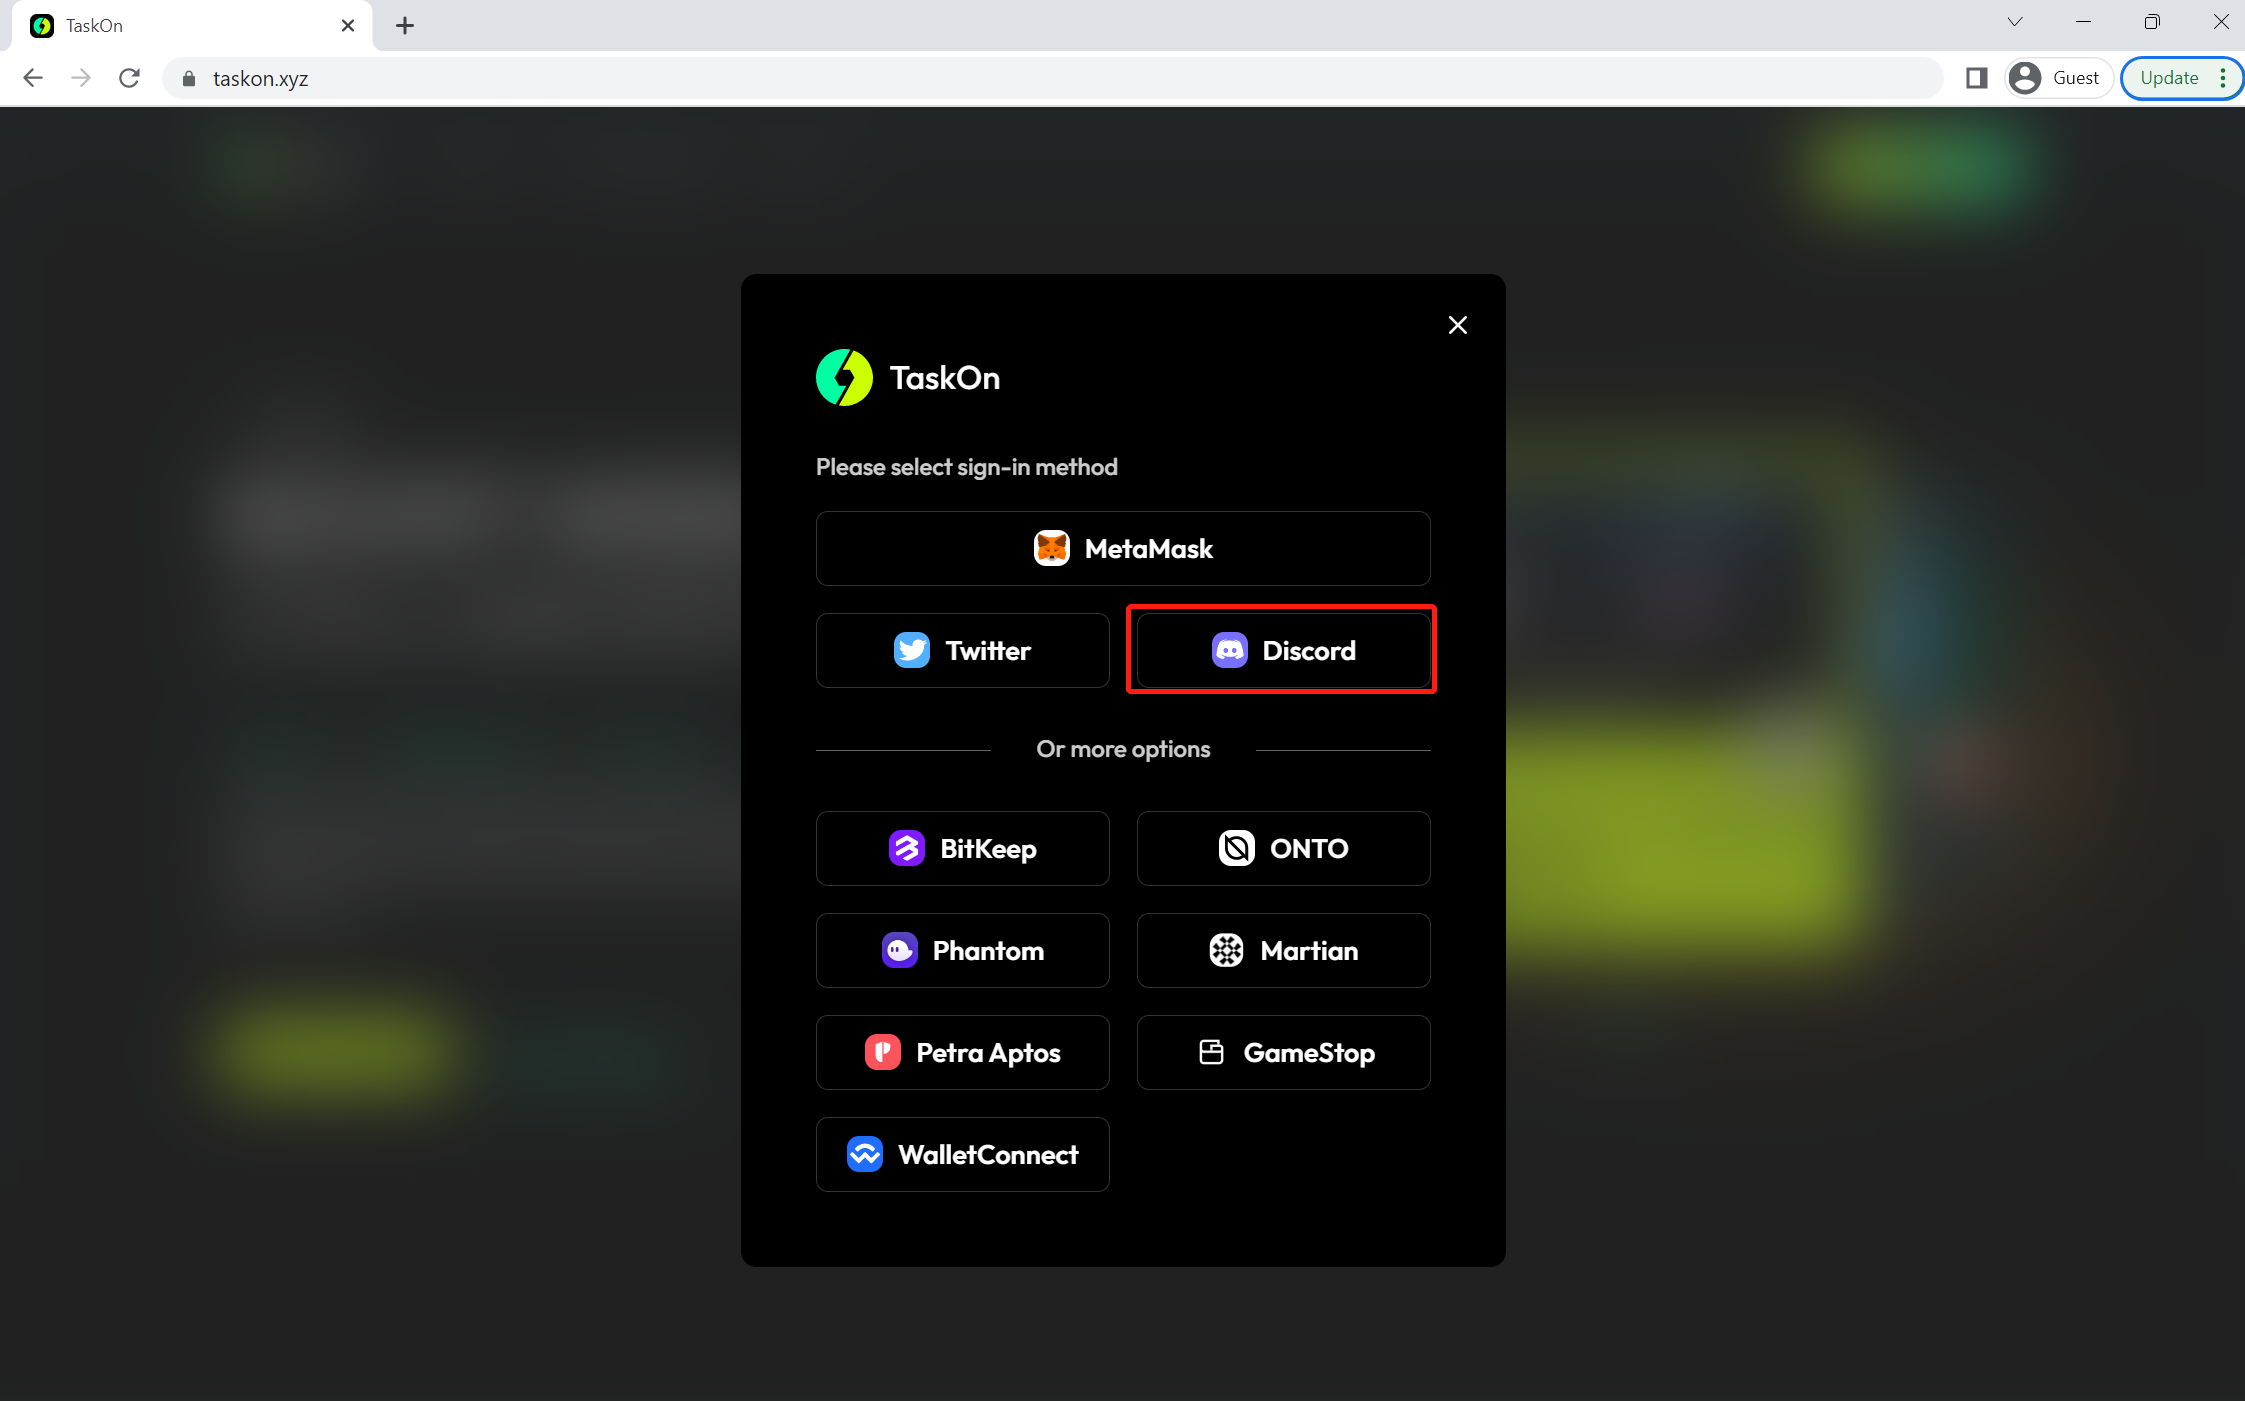 TaskOn
taskon.xyz
Guest
Update
TaskOn
Please select sign-in method
MetaMask
Twitter
Discord
Or more options
BitKeep
ONTO
Phantom
Martian
Petra Aptos
GameStop
WalletConnect